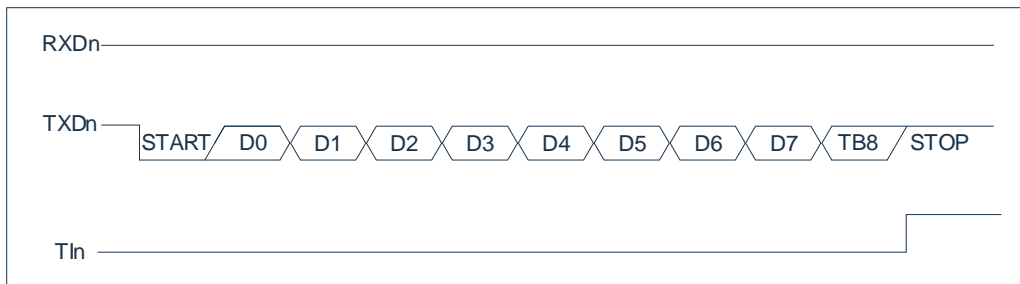 RXDn
TXDn
START D0 D1 D2 D3 D4 D5 D6 D7 TB8 STOP
TIn